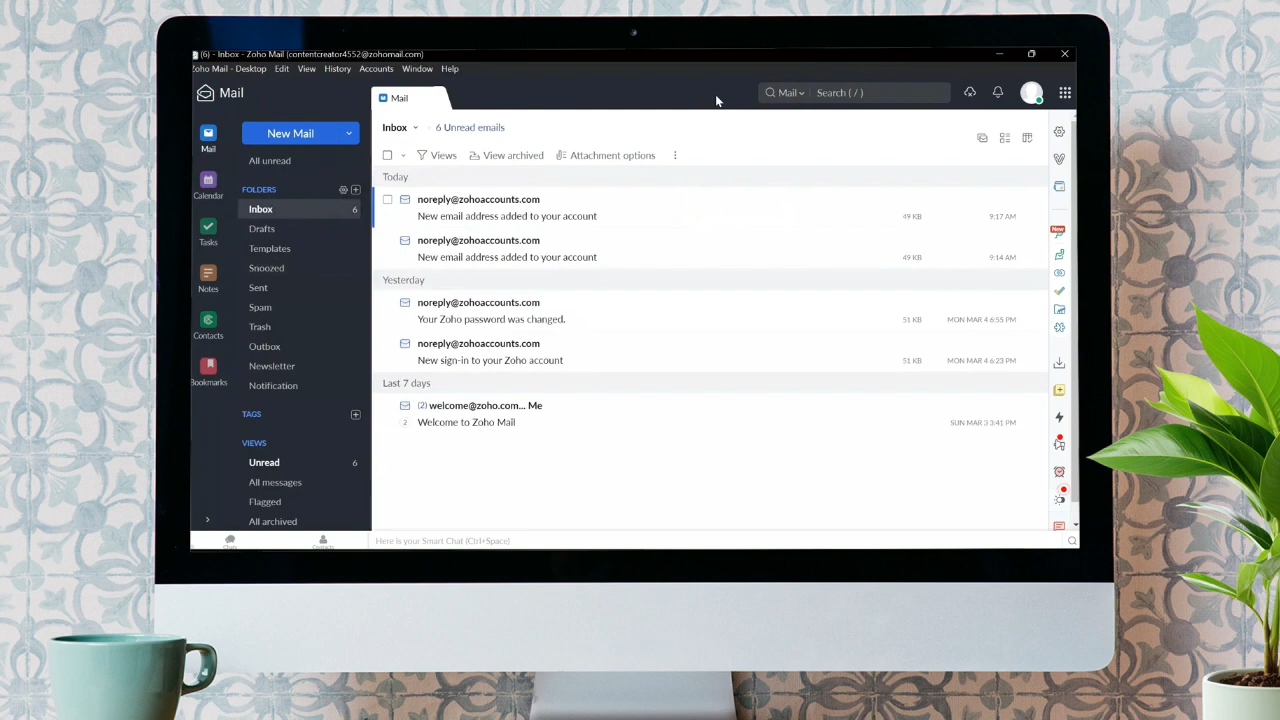 (6) - Inbox - Zoho Mail (contentcreator4552@zohomail.com)
Zoho Mail - Desktop Edit View History Accounts Window Help
Mail
Mail
Mail Search ( / )
Mail
Calendar
Tasks
Notes
Contacts
Bookmarks
New Mail
All unread
FOLDERS
Inbox 6
Drafts
Templates
Snoozed
Sent
Spam
Trash
Outbox
Newsletter
Notification
TAGS
VIEWS
Unread 6
All messages
Flagged
All archived
Inbox 6 Unread emails
Views View archived Attachment options
Today
noreply@zohoaccounts.com
New email address added to your account 49 KB 9:17 AM
noreply@zohoaccounts.com
New email address added to your account 49 KB 9:14 AM
Yesterday
noreply@zohoaccounts.com
Your Zoho password was changed. 51 KB MON MAR 4 6:55 PM
noreply@zohoaccounts.com
New sign-in to your Zoho account 51 KB MON MAR 4 6:23 PM
Last 7 days
(2) welcome@zoho.com... Me
2 Welcome to Zoho Mail SUN MAR 3 3:41 PM
New
Chats Contacts Here is your Smart Chat (Ctrl+Space)